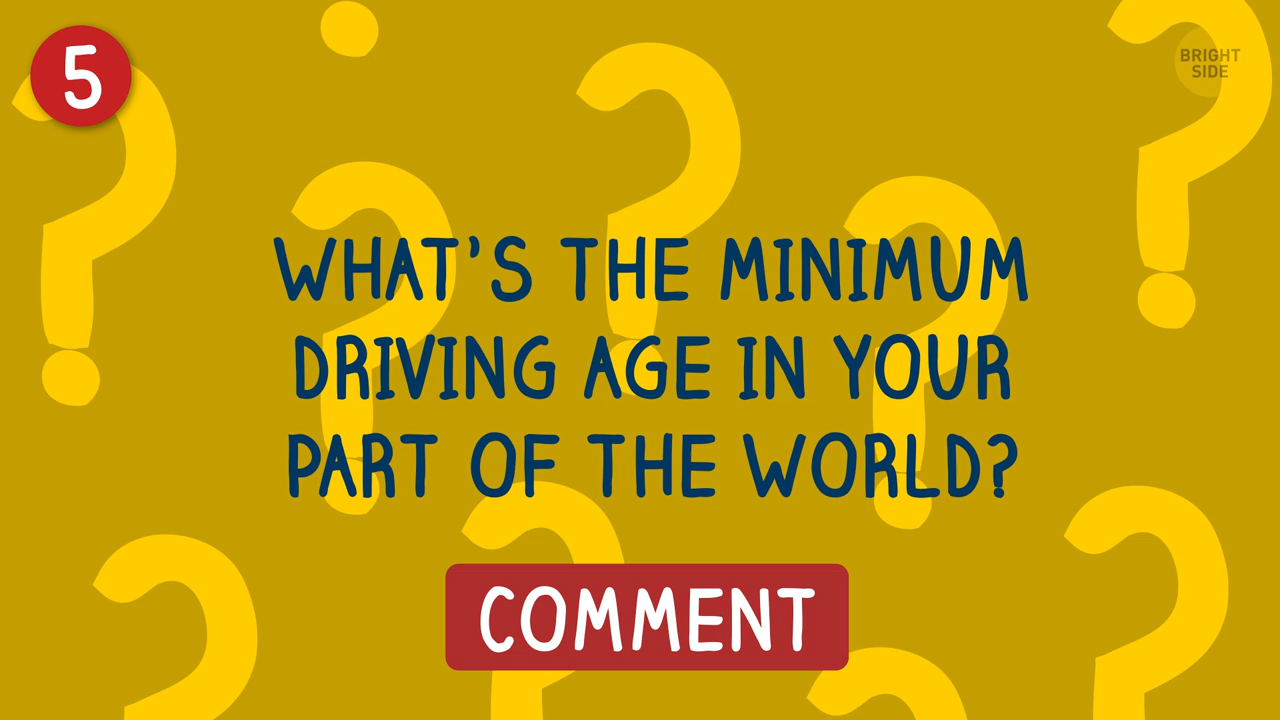 5
BRIGHT
SIDE
WHAT'S THE MINIMUM
DRIVING AGE IN YOUR
PART OF THE WORLD?
COMMENT